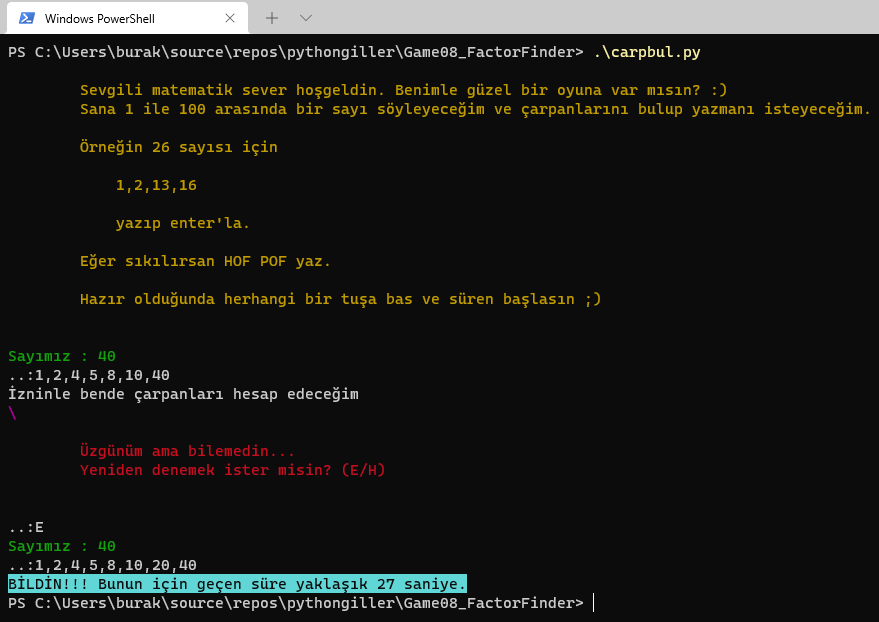 Windows PowerShell
PS C:\Users\burak\source\repos\pythongiller\Game08_FactorFinder> .\carpbul.py
Sevgili matematik sever hoşgeldin. Benimle güzel bir oyuna var mısın? :)
Sana 1 ile 100 arasında bir sayı söyleyeceğim ve çarpanlarını bulup yazmanı isteyeceğim.
Örneğin 26 sayısı için
1,2,13,16
yazıp enter'la.
Eğer sıkılırsan HOF POF yaz.
Hazır olduğunda herhangi bir tuşa bas ve süren başlasın ;)
Sayımız : 40
..:1,2,4,5,8,10,40
İzninle bende çarpanları hesap edeceğim
\
Üzgünüm ama bilemedin...
Yeniden denemek ister misin? (E/H)
..:E
Sayımız : 40
..:1,2,4,5,8,10,20,40
BİLDİN!!! Bunun için geçen süre yaklaşık 27 saniye.
PS C:\Users\burak\source\repos\pythongiller\Game08_FactorFinder>